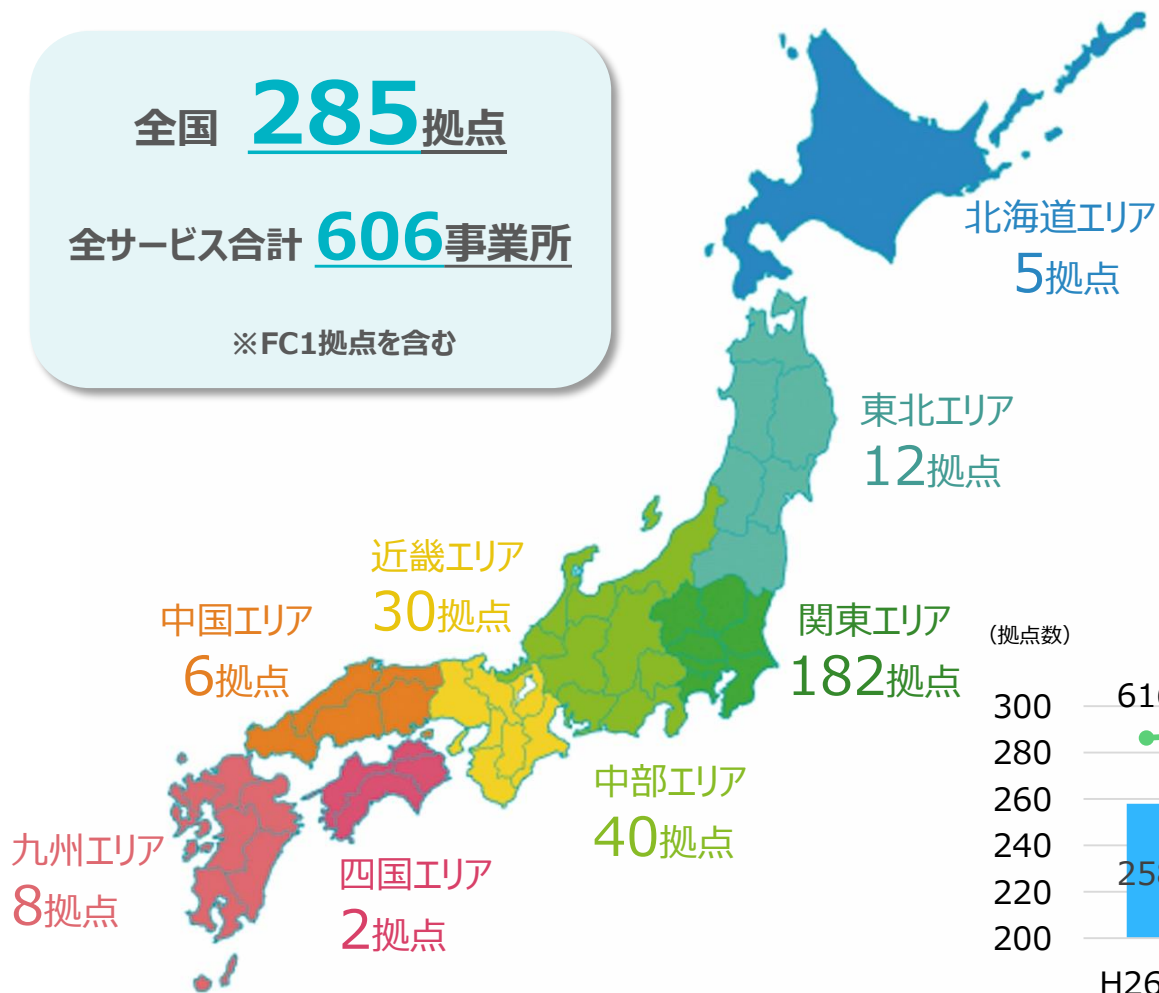 全国 285拠点
全サービス合計 606事業所
※FC1拠点を含む
北海道エリア
5拠点
東北エリア
12拠点
近畿エリア
30拠点
中国エリア
6拠点
関東エリア
182拠点
中部エリア
40拠点
九州エリア
8拠点
四国エリア
2拠点
(拠点数)
300
280
260
240
220
200
H26